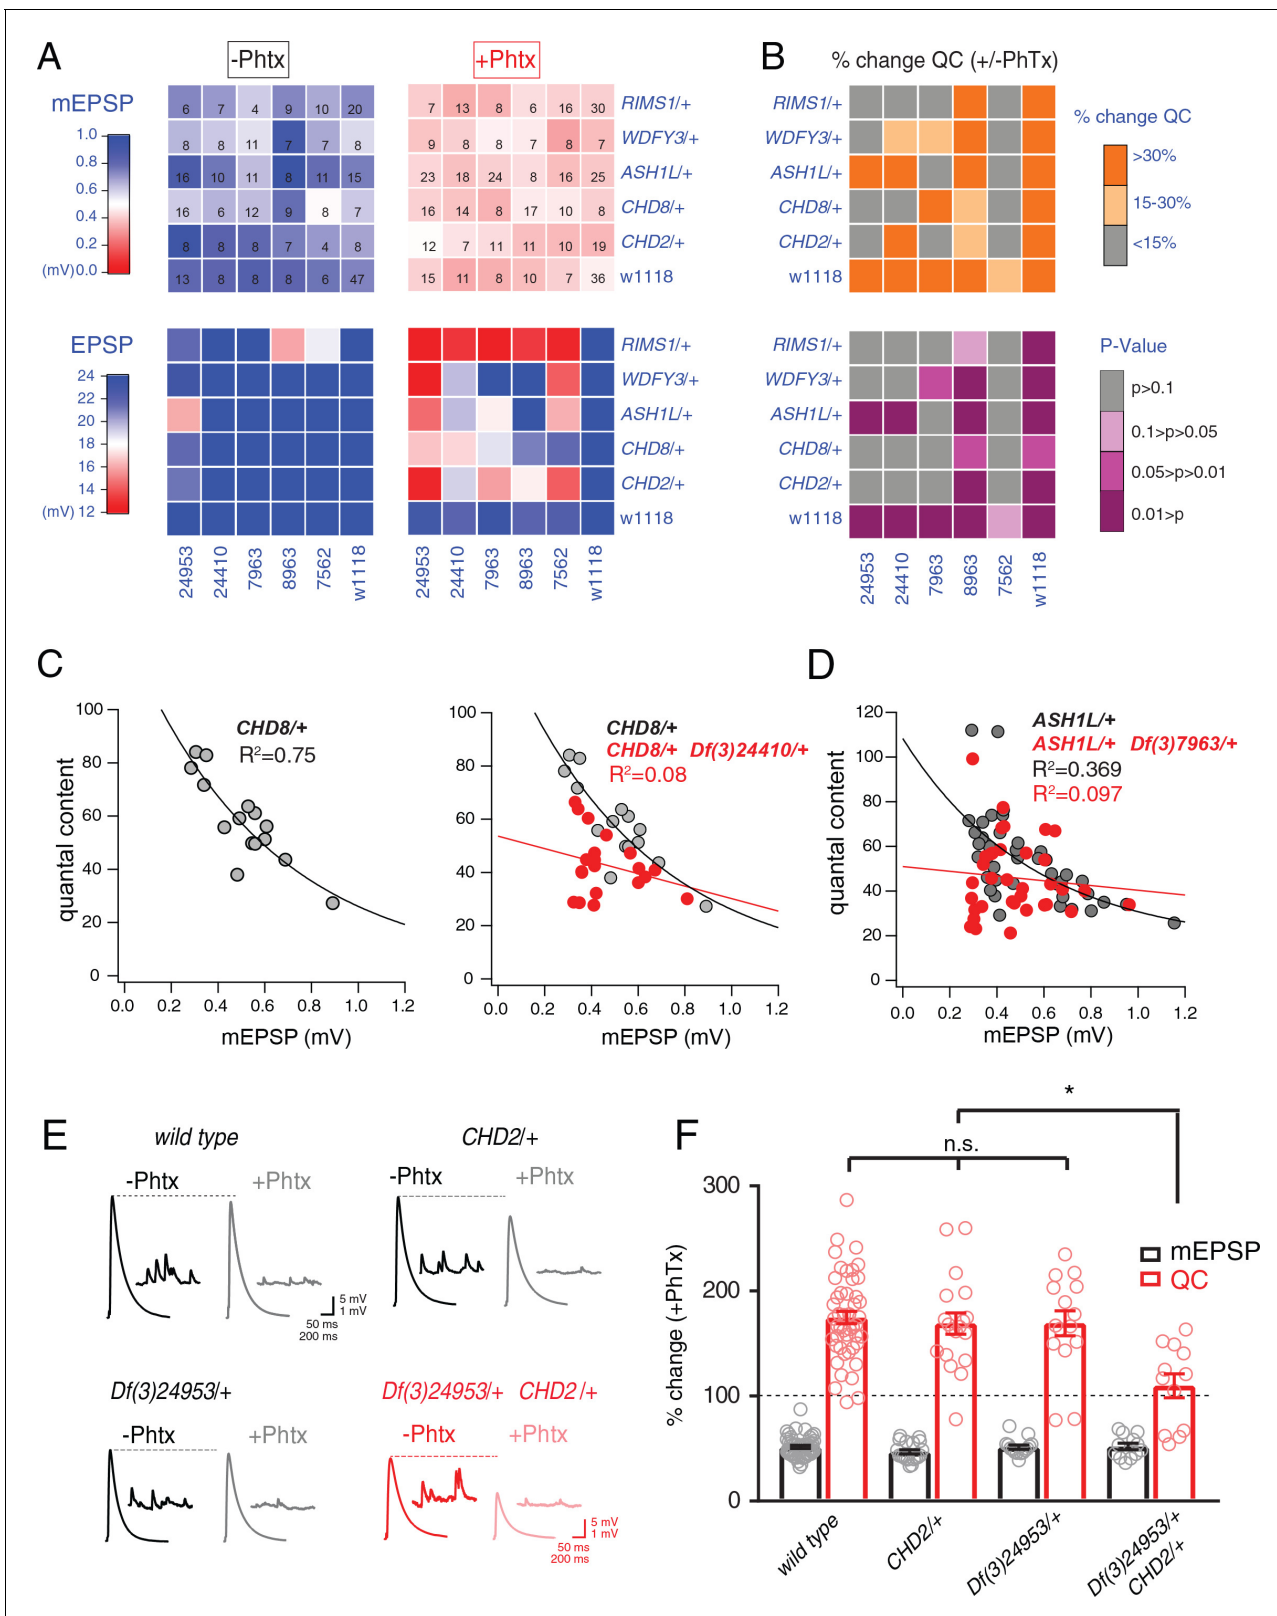 A
-Phtx
+Phtx
mEPSP
1.0
0.8
0.6
0.4
0.2
(mV) 0.0
6 7 4 9 10 20
8 8 11 7 7 8
16 10 11 8 11 15
16 6 12 9 8 7
8 8 8 7 4 8
13 8 8 8 6 47
7 13 8 6 16 30 RIMS1/+
9 8 8 7 8 7 WDFY3/+
23 18 24 8 16 25 ASH1L/+
16 14 8 17 10 8 CHD8/+
12 7 11 11 10 19 CHD2/+
15 11 8 10 7 36 w1118
EPSP
24
22
20
18
16
14
(mV) 12
RIMS1/+
WDFY3/+
ASH1L/+
CHD8/+
CHD2/+
w1118
24953 24410 7963 8963 7562 w1118
24953 24410 7963 8963 7562 w1118
B
% change QC (+/-PhTx)
RIMS1/+
WDFY3/+
ASH1L/+
CHD8/+
CHD2/+
w1118
% change QC
>30%
15-30%
<15%
RIMS1/+
WDFY3/+
ASH1L/+
CHD8/+
CHD2/+
w1118
P-Value
p>0.1
0.1>p>0.05
0.05>p>0.01
0.01>p
24953 24410 7963 8963 7562 w1118
C
quantal content
100
80
60
40
20
0
CHD8/+
R²=0.75
0.0 0.2 0.4 0.6 0.8 1.0 1.2
mEPSP (mV)
100
80
60
40
20
0
CHD8/+
CHD8/+ Df(3)24410/+
R²=0.08
0.0 0.2 0.4 0.6 0.8 1.0 1.2
mEPSP (mV)
D
quantal content
120
100
80
60
40
20
0
ASH1L/+
ASH1L/+ Df(3)7963/+
R²=0.369
R²=0.097
0.0 0.2 0.4 0.6 0.8 1.0 1.2
mEPSP (mV)
E
wild type
-Phtx
+Phtx
5 mV
1 mV
50 ms
200 ms
CHD2/+
-Phtx
+Phtx
Df(3)24953/+
-Phtx
+Phtx
Df(3)24953/+ CHD2 /+
-Phtx
+Phtx
5 mV
1 mV
50 ms
200 ms
F
*
n.s.
% change (+PhTx)
300
200
100
0
mEPSP
QC
wild type
CHD2/+
Df(3)24953/+
Df(3)24953/+
CHD2/+